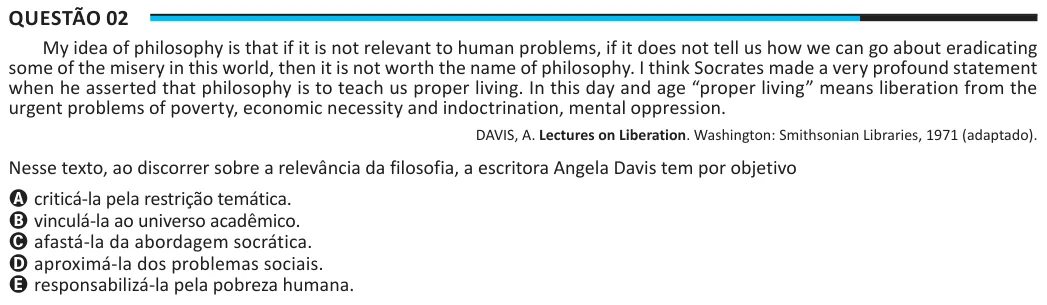 QUESTÃO 02
My idea of philosophy is that if it is not relevant to human problems, if it does not tell us how we can go about eradicating
some of the misery in this world, then it is not worth the name of philosophy. I think Socrates made a very profound statement
when he asserted that philosophy is to teach us proper living. In this day and age “proper living” means liberation from the
urgent problems of poverty, economic necessity and indoctrination, mental oppression.
DAVIS, A. Lectures on Liberation. Washington: Smithsonian Libraries, 1971 (adaptado).
Nesse texto, ao discorrer sobre a relevância da filosofia, a escritora Angela Davis tem por objetivo
A criticá-la pela restrição temática.
B vinculá-la ao universo acadêmico.
C afastá-la da abordagem socrática.
D aproximá-la dos problemas sociais.
E responsabilizá-la pela pobreza humana.